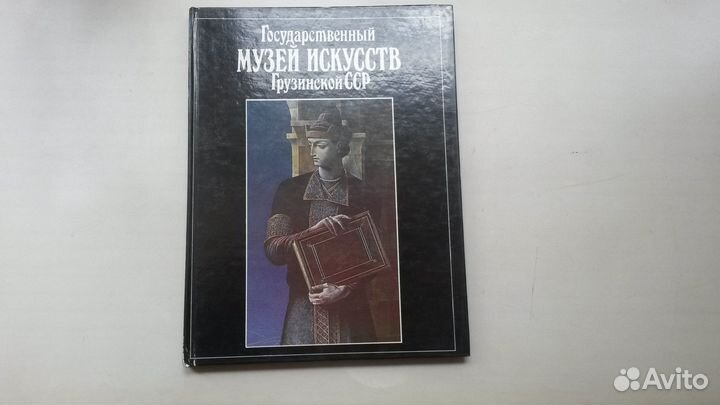 Государственный
МУЗЕЙ ИСКУССТВ
Грузинской ССР
Avito